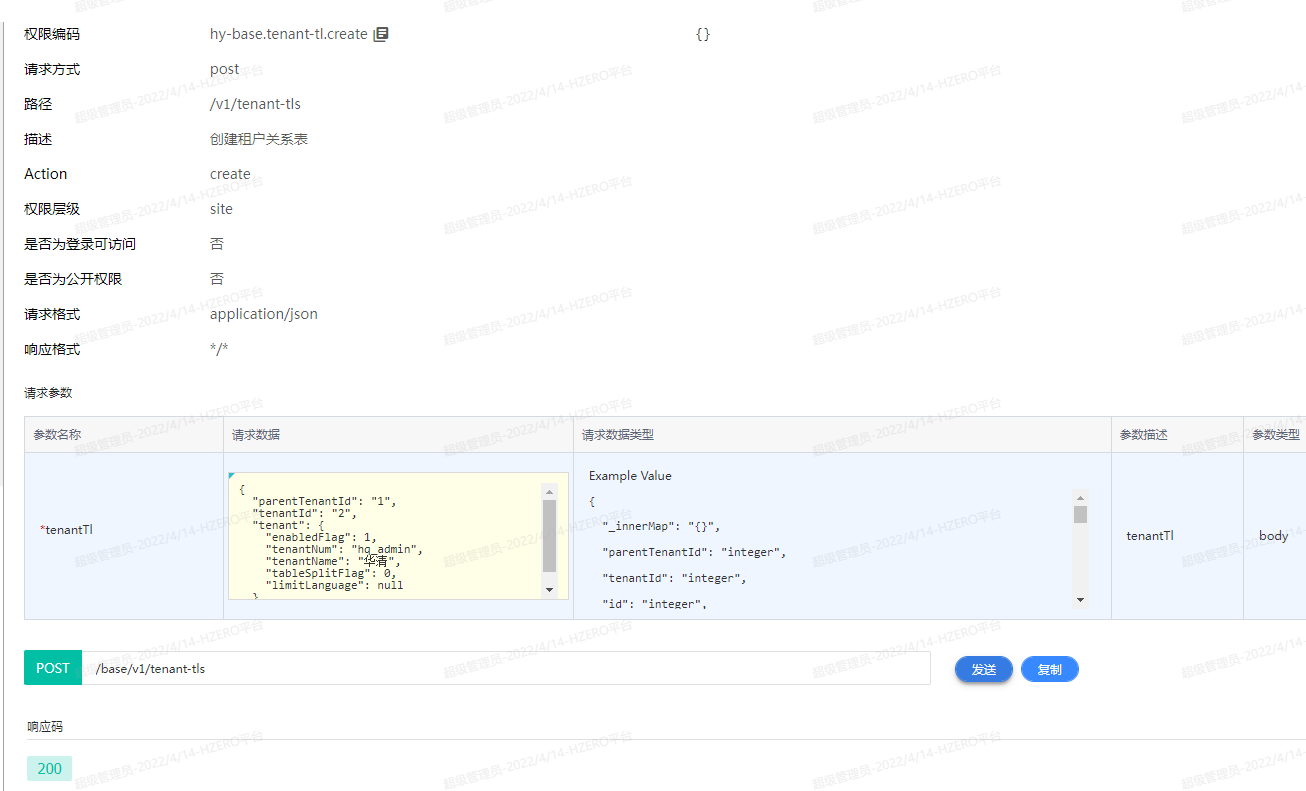 权限编码 hy-base.tenant-tl.create {}
请求方式 post
路径 /v1/tenant-tls
描述 创建租户关系表
Action create
权限层级 site
是否为登录可访问 否
是否为公开权限 否
请求格式 application/json
响应格式 */*
请求参数
参数名称 请求数据 请求数据类型 参数描述 参数类型
*tenantTl
{
"parentTenantId": "1",
"tenantId": "2",
"tenant": {
"enabledFlag": 1,
"tenantNum": "hq_admin",
"tenantName": "华清",
"tableSplitFlag": 0,
"limitLanguage": null
}
Example Value
{
"_innerMap": "{}",
"parentTenantId": "integer",
"tenantId": "integer",
"id": "integer",
tenantTl
body
POST /base/v1/tenant-tls 发送 复制
响应码
200
超级管理员-2022/4/14-HZERO平台